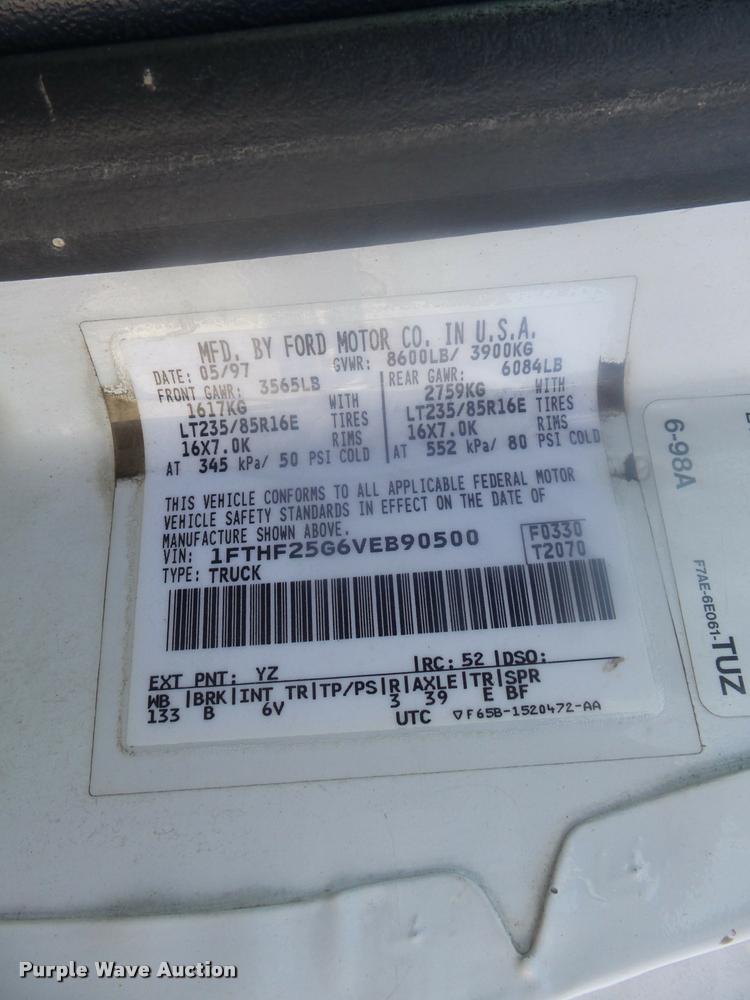 MFD. BY FORD MOTOR CO. IN U.S.A.
DATE: 05/97 GVWR: 8600LB/ 3900KG
FRONT GAWR: 3565LB REAR GAWR: 6084LB
1617KG WITH 2759KG WITH
LT235/85R16E TIRES LT235/85R16E TIRES
16X7.0K RIMS 16X7.0K RIMS
AT 345 kPa/ 50 PSI COLD AT 552 kPa/ 80 PSI COLD
THIS VEHICLE CONFORMS TO ALL APPLICABLE FEDERAL MOTOR
VEHICLE SAFETY STANDARDS IN EFFECT ON THE DATE OF
MANUFACTURE SHOWN ABOVE.
VIN: 1FTHF25G6VEB90500 F0330
TYPE: TRUCK T2070
EXT PNT: YZ RC: 52 DSO:
WB BRK INT TR TP/PS R AXLE TR SPR
133 B 6V 3 39 E BF
UTC ▽F65B-1520472-AA
6-98A
F7AE-6E061-TUZ
Purple Wave Auction